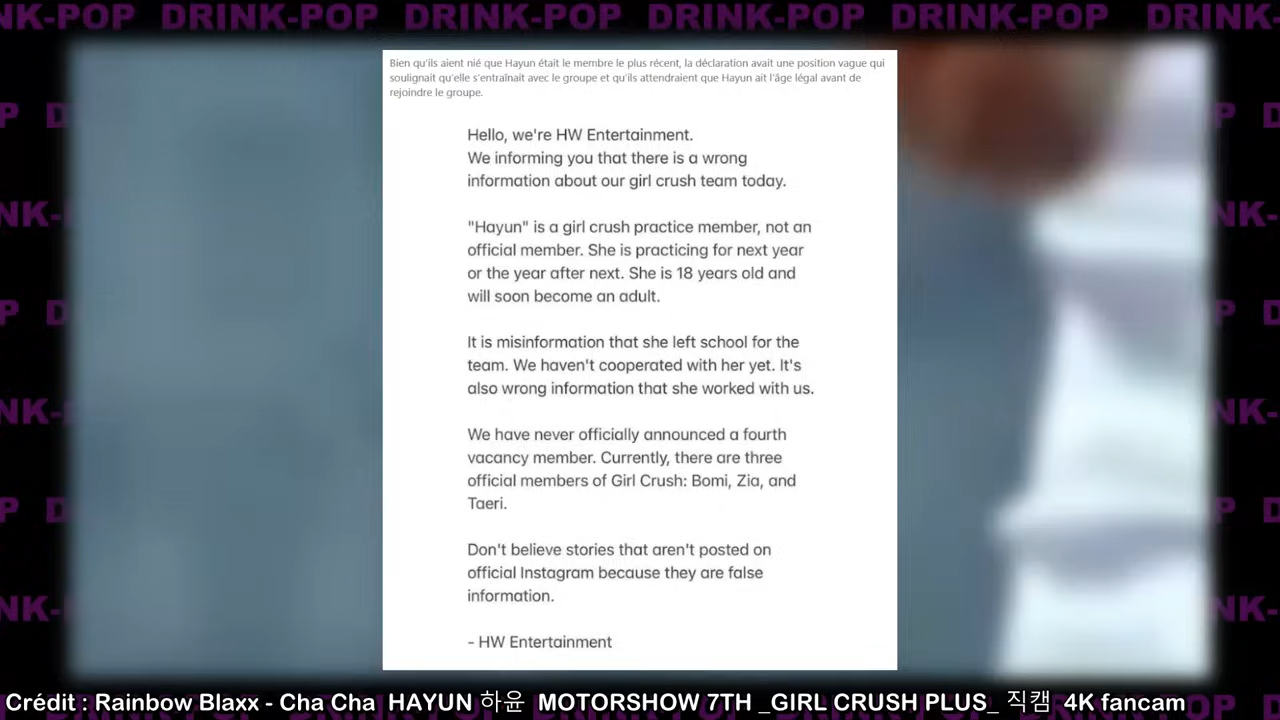 DRINK-POP DRINK-POP DRINK-POP DRINK-POP DRINK-POP DRINK-POP
Bien qu'ils aient nié que Hayun était le membre le plus récent, la déclaration avait une position vague qui
soulignait qu'elle s'entraînait avec le groupe et qu'ils attendraient que Hayun ait l'âge légal avant de
rejoindre le groupe.
Hello, we're HW Entertainment.
We informing you that there is a wrong
information about our girl crush team today.
"Hayun" is a girl crush practice member, not an
official member. She is practicing for next year
or the year after next. She is 18 years old and
will soon become an adult.
It is misinformation that she left school for the
team. We haven't cooperated with her yet. It's
also wrong information that she worked with us.
We have never officially announced a fourth
vacancy member. Currently, there are three
official members of Girl Crush: Bomi, Zia, and
Taeri.
Don't believe stories that aren't posted on
official Instagram because they are false
information.
- HW Entertainment
Crédit : Rainbow Blaxx - Cha Cha HAYUN 하윤 MOTORSHOW 7TH _GIRL CRUSH PLUS_ 직캠 4K fancam